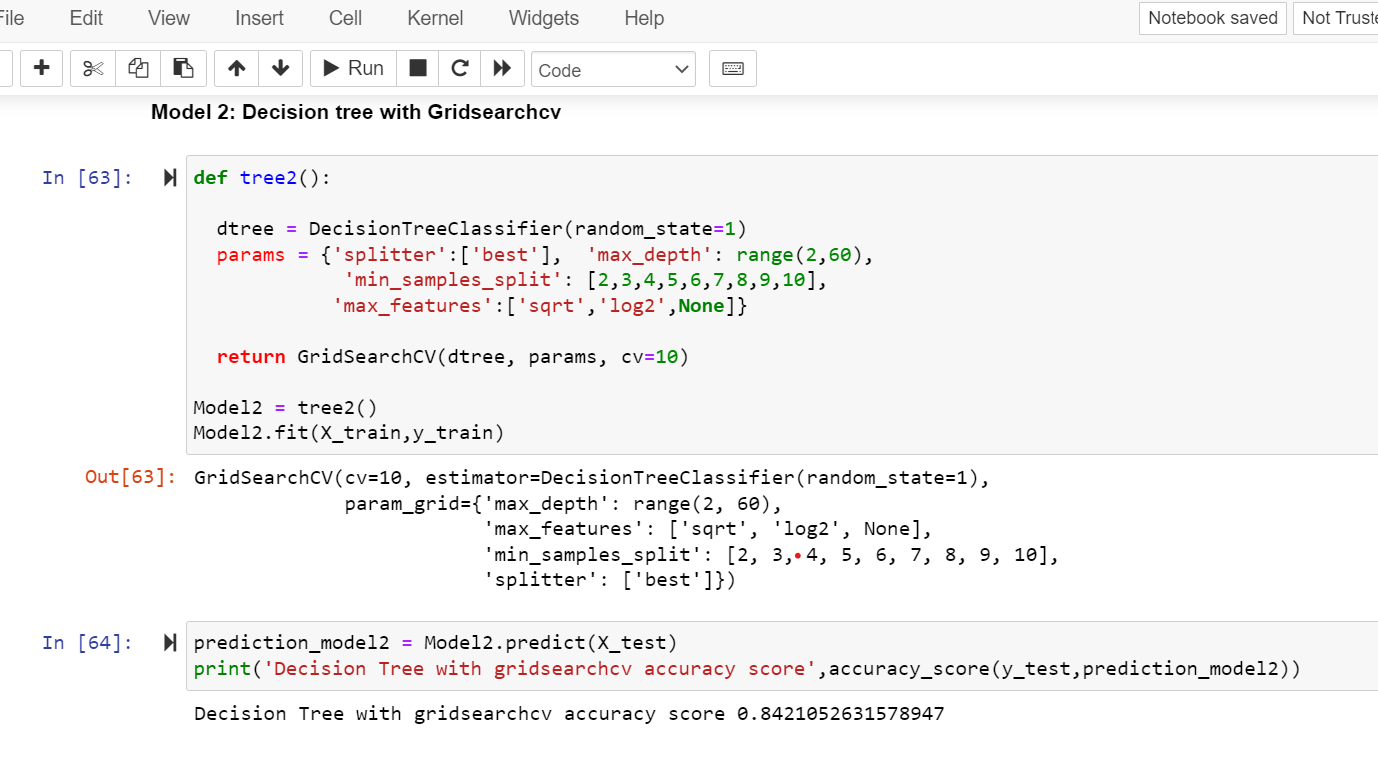 File Edit View Insert Cell Kernel Widgets Help Notebook saved Not Trust
Run Code
Model 2: Decision tree with Gridsearchcv
In [63]: def tree2():
dtree = DecisionTreeClassifier(random_state=1)
params = {'splitter':['best'], 'max_depth': range(2,60),
'min_samples_split': [2,3,4,5,6,7,8,9,10],
'max_features':['sqrt','log2',None]}
return GridSearchCV(dtree, params, cv=10)
Model2 = tree2()
Model2.fit(X_train,y_train)
Out[63]: GridSearchCV(cv=10, estimator=DecisionTreeClassifier(random_state=1),
param_grid={'max_depth': range(2, 60),
'max_features': ['sqrt', 'log2', None],
'min_samples_split': [2, 3, 4, 5, 6, 7, 8, 9, 10],
'splitter': ['best']})
In [64]: prediction_model2 = Model2.predict(X_test)
print('Decision Tree with gridsearchcv accuracy score',accuracy_score(y_test,prediction_model2))
Decision Tree with gridsearchcv accuracy score 0.8421052631578947